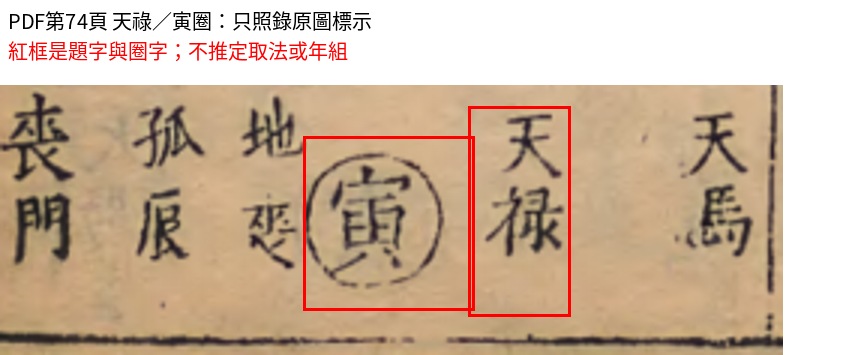 PDF第74頁 天祿／寅圈：只照錄原圖標示
紅框是題字與圈字；不推定取法或年組
天馬
天禄
寅
地
孤辰
喪門